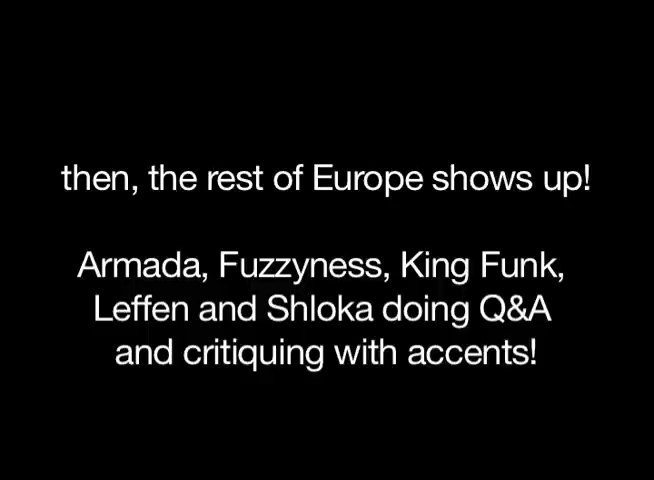 then, the rest of Europe shows up!
Armada, Fuzzyness, King Funk,
Leffen and Shloka doing Q&A
and critiquing with accents!